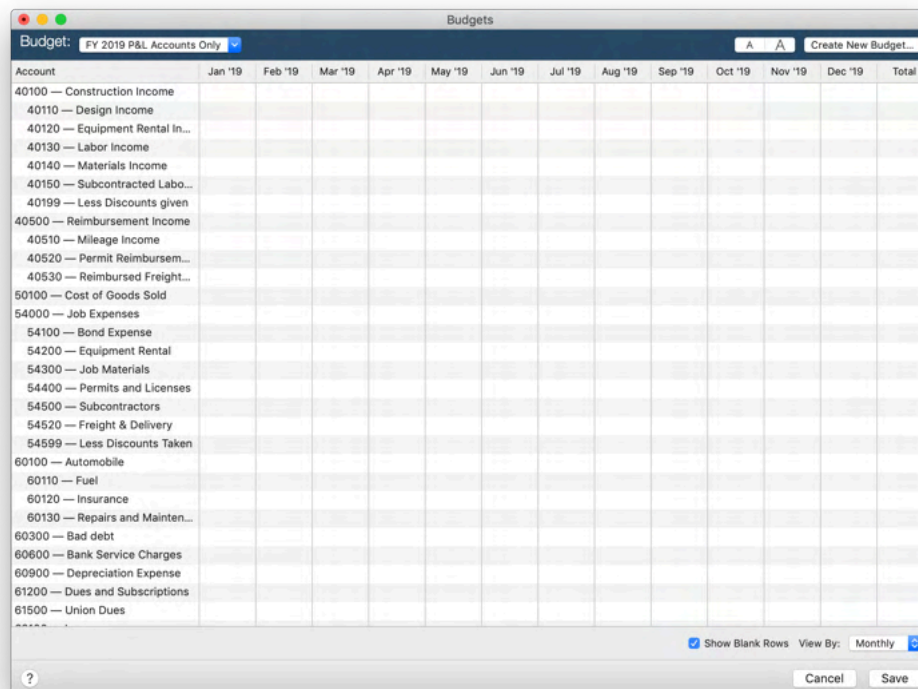 Budgets
Budget: FY 2019 P&L Accounts Only A A Create New Budget...
Account Jan '19 Feb '19 Mar '19 Apr '19 May '19 Jun '19 Jul '19 Aug '19 Sep '19 Oct '19 Nov '19 Dec '19 Total
40100 — Construction Income
40110 — Design Income
40120 — Equipment Rental In...
40130 — Labor Income
40140 — Materials Income
40150 — Subcontracted Labo...
40199 — Less Discounts given
40500 — Reimbursement Income
40510 — Mileage Income
40520 — Permit Reimbursem...
40530 — Reimbursed Freight...
50100 — Cost of Goods Sold
54000 — Job Expenses
54100 — Bond Expense
54200 — Equipment Rental
54300 — Job Materials
54400 — Permits and Licenses
54500 — Subcontractors
54520 — Freight & Delivery
54599 — Less Discounts Taken
60100 — Automobile
60110 — Fuel
60120 — Insurance
60130 — Repairs and Mainten...
60300 — Bad debt
60600 — Bank Service Charges
60900 — Depreciation Expense
61200 — Dues and Subscriptions
61500 — Union Dues
Show Blank Rows View By: Monthly
? Cancel Save